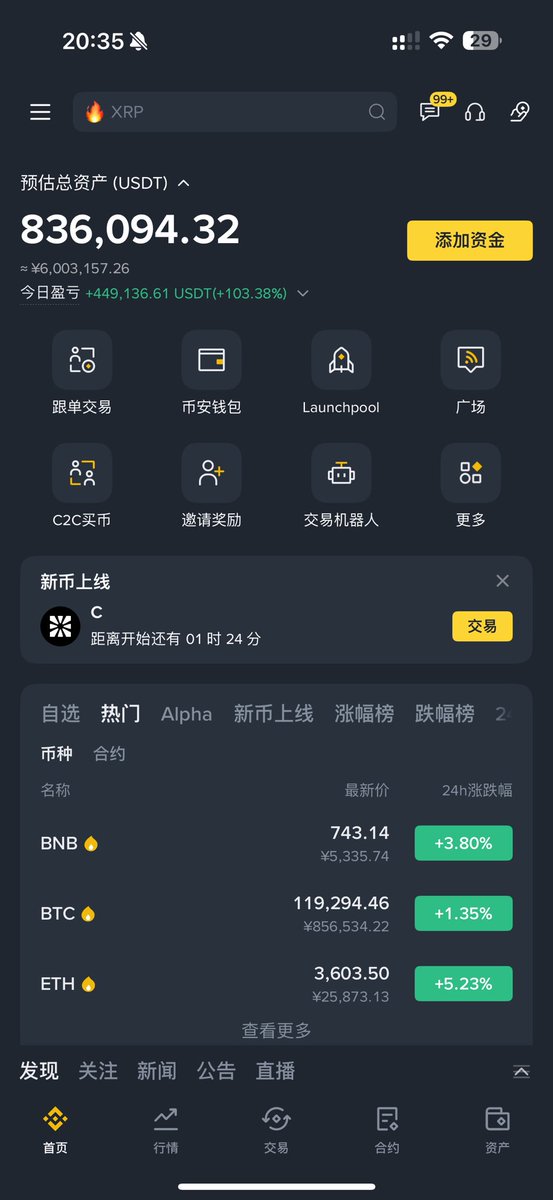 20:35
29
XRP
99+
预估总资产 (USDT)
836,094.32
添加资金
≈ ¥6,003,157.26
今日盈亏 +449,136.61 USDT(+103.38%)
跟单交易 币安钱包 Launchpool 广场
C2C买币 邀请奖励 交易机器人 更多
新币上线
C
距离开始还有 01 时 24 分
交易
自选 热门 Alpha 新币上线 涨幅榜 跌幅榜 2
币种 合约
名称 最新价 24h涨跌幅
BNB 743.14 +3.80%
¥5,335.74
BTC 119,294.46 +1.35%
¥856,534.22
ETH 3,603.50 +5.23%
¥25,873.13
查看更多
发现 关注 新闻 公告 直播
首页 行情 交易 合约 资产